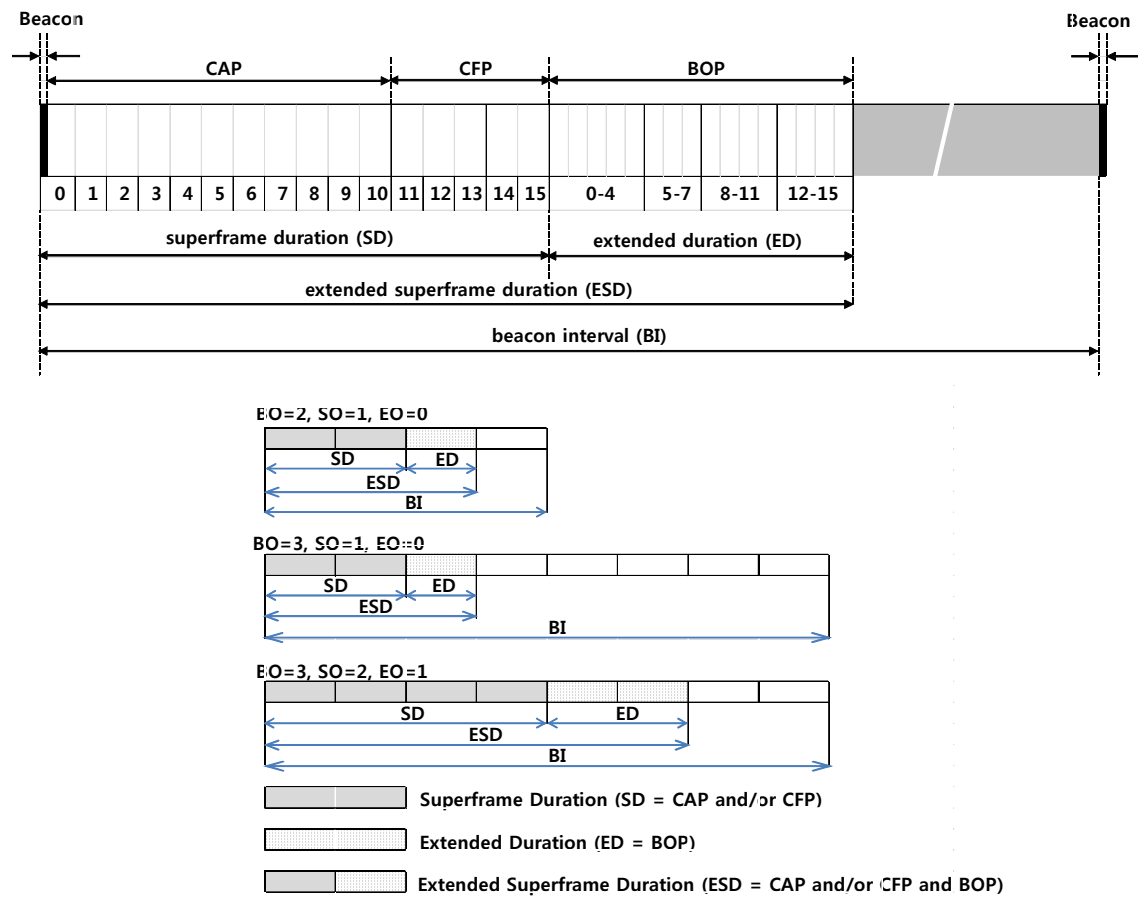 Beacon Beacon
CAP CFP BOP
0 1 2 3 4 5 6 7 8 9 10 11 12 13 14 15 0-4 5-7 8-11 12-15
superframe duration (SD) extended duration (ED)
extended superframe duration (ESD)
beacon interval (BI)
BO=2, SO=1, EO=0
SD ED
ESD
BI
BO=3, SO=1, EO=0
SD ED
ESD
BI
BO=3, SO=2, EO=1
SD ED
ESD
BI
Superframe Duration (SD = CAP and/or CFP)
Extended Duration (ED = BOP)
Extended Superframe Duration (ESD = CAP and/or CFP and BOP)